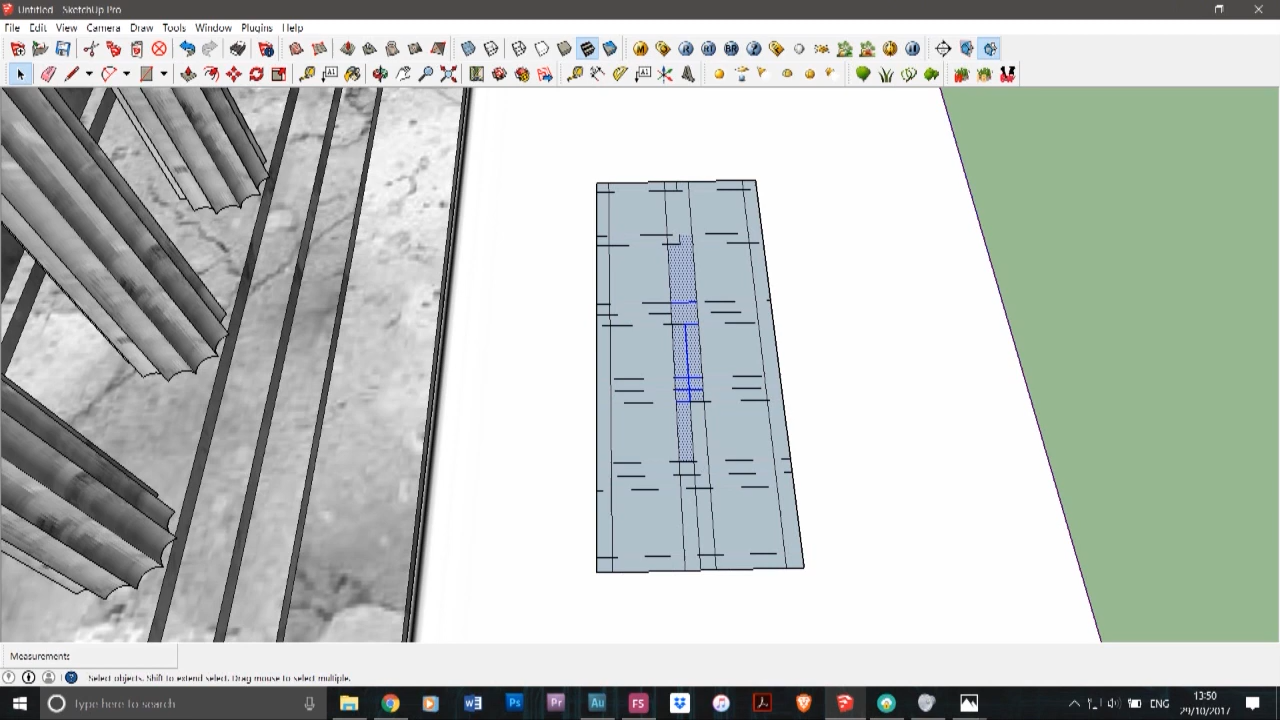 Untitled - SketchUp Pro
File Edit View Camera Draw Tools Window Plugins Help
Measurements
Select objects. Shift to extend select. Drag mouse to select multiple.
Type here to search
ENG
13:50
29/10/2017